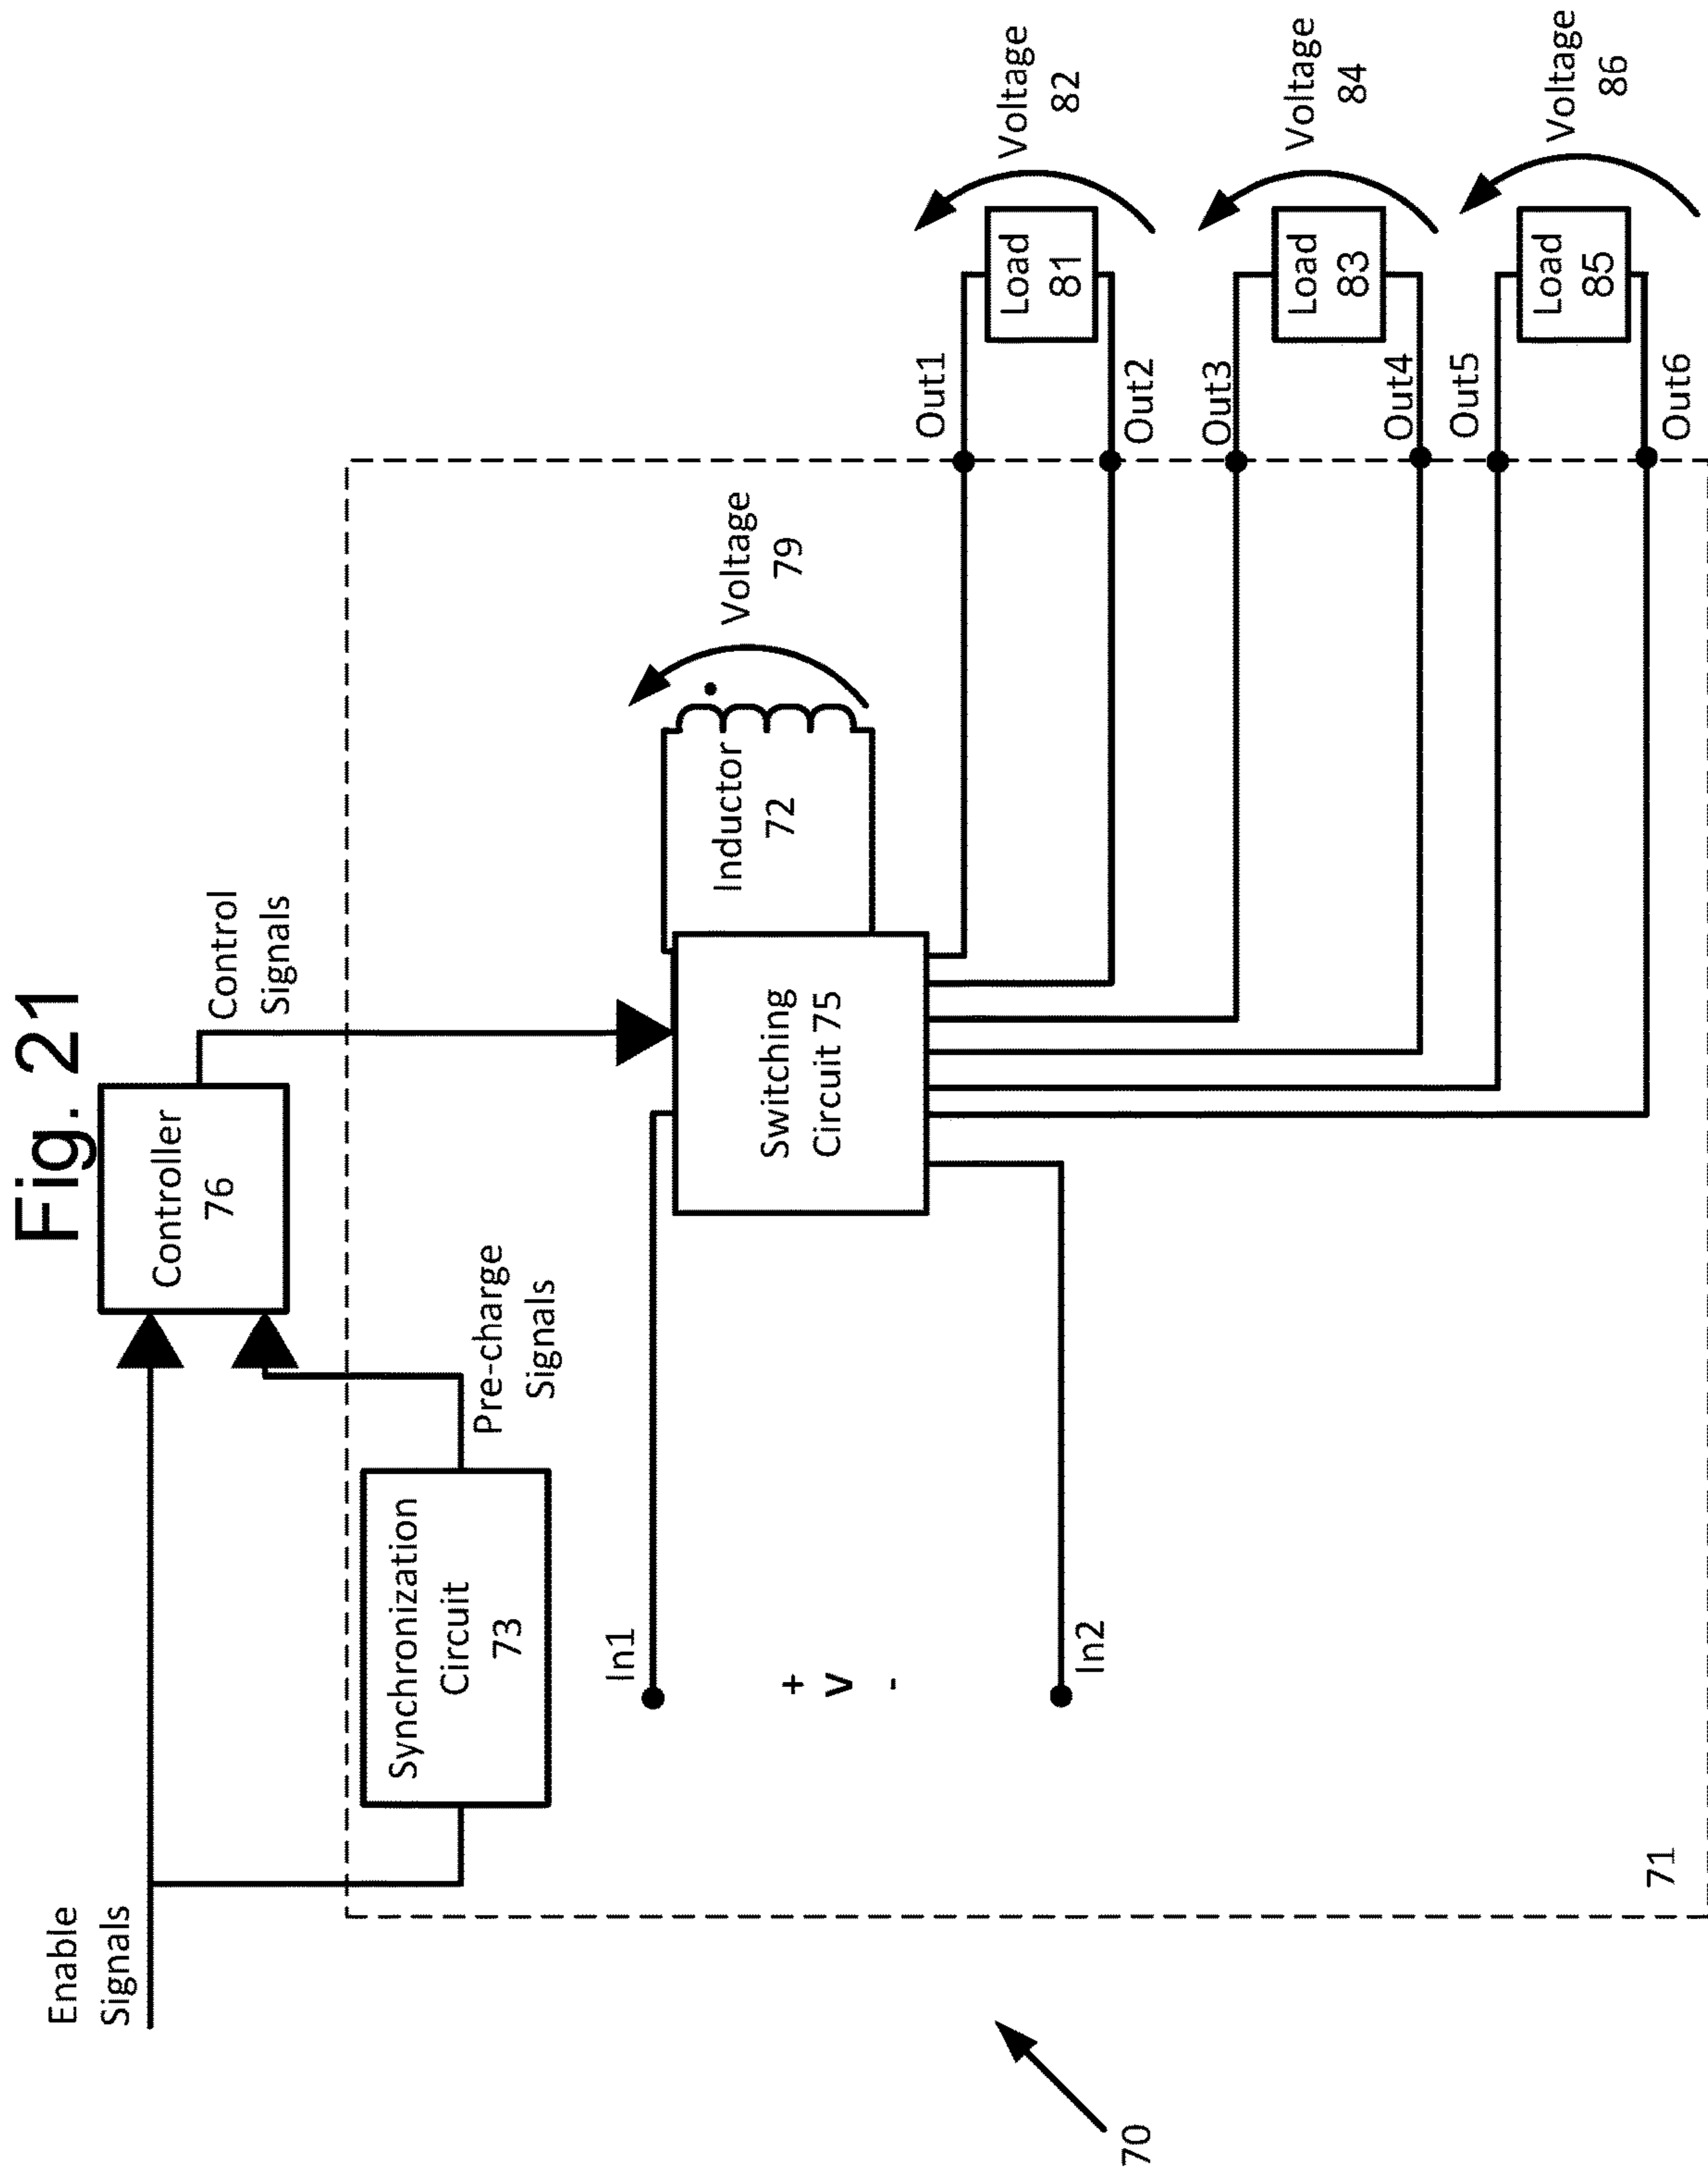 Fig. 21
Enable
Signals
Controller
76
Control
Signals
Synchronization
Circuit
73
Pre-charge
Signals
In1
+
v
-
In2
Switching
Circuit 75
Inductor
72
Voltage
79
Out1
Out2
Out3
Out4
Out5
Out6
Load
81
Voltage
82
Load
83
Voltage
84
Load
85
Voltage
86
71
70